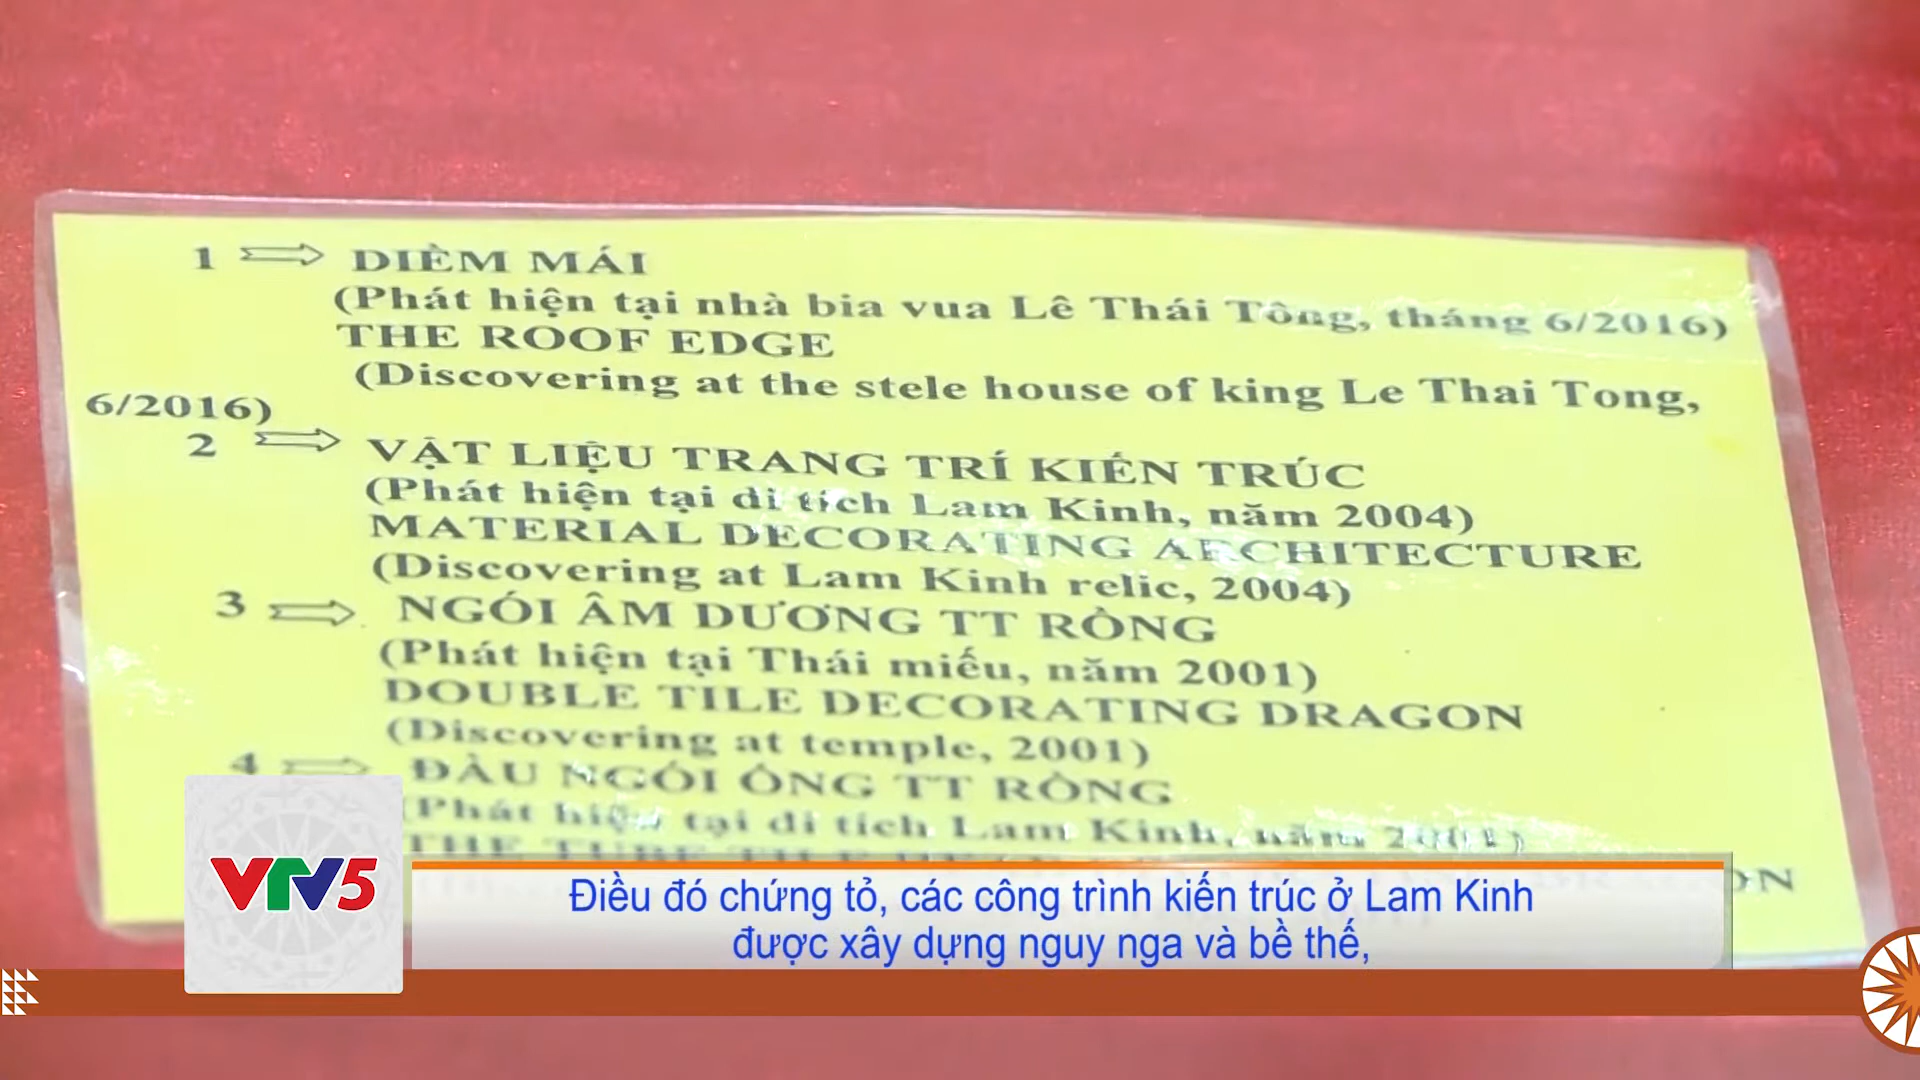 1 DIỀM MÁI
(Phát hiện tại nhà bia vua Lê Thái Tông, tháng 6/2016)
THE ROOF EDGE
(Discovering at the stele house of king Le Thai Tong,
6/2016)
2 VẬT LIỆU TRANG TRÍ KIẾN TRÚC
(Phát hiện tại di tích Lam Kinh, năm 2004)
MATERIAL DECORATING ARCHITECTURE
(Discovering at Lam Kinh relic, 2004)
3 NGÓI ÂM DƯƠNG TT RỒNG
(Phát hiện tại Thái miếu, năm 2001)
DOUBLE TILE DECORATING DRAGON
(Discovering at temple, 2001)
4 ĐẦU NGÓI ỐNG TT RỒNG
(Phát hiện tại di tích Lam Kinh, năm
THE TUBE TILE
VTV5
Điều đó chứng tỏ, các công trình kiến trúc ở Lam Kinh
được xây dựng nguy nga và bề thế,